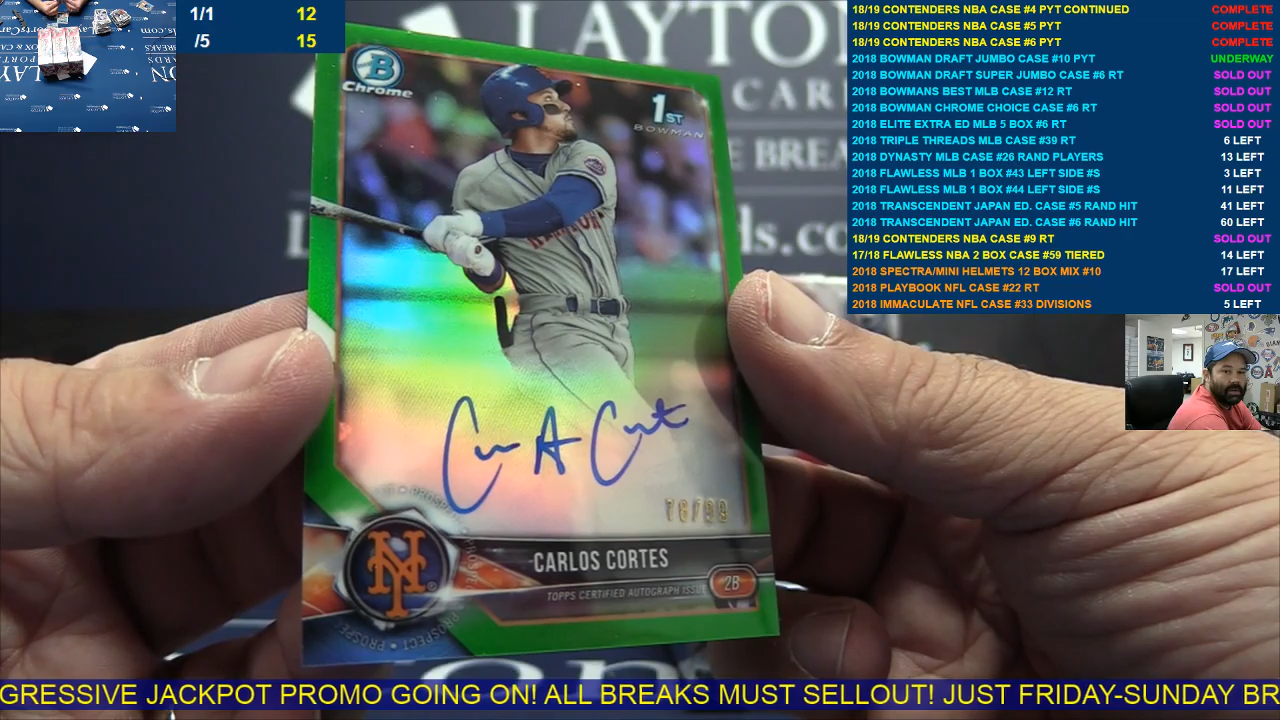 1/1 12
/5 15
18/19 CONTENDERS NBA CASE #4 PYT CONTINUED COMPLETE
18/19 CONTENDERS NBA CASE #5 PYT COMPLETE
18/19 CONTENDERS NBA CASE #6 PYT COMPLETE
2018 BOWMAN DRAFT JUMBO CASE #10 PYT UNDERWAY
2018 BOWMAN DRAFT SUPER JUMBO CASE #6 RT SOLD OUT
2018 BOWMANS BEST MLB CASE #12 RT SOLD OUT
2018 BOWMAN CHROME CHOICE CASE #6 RT SOLD OUT
2018 ELITE EXTRA ED MLB 5 BOX #6 RT SOLD OUT
2018 TRIPLE THREADS MLB CASE #39 RT 6 LEFT
2018 DYNASTY MLB CASE #26 RAND PLAYERS 13 LEFT
2018 FLAWLESS MLB 1 BOX #43 LEFT SIDE #S 3 LEFT
2018 FLAWLESS MLB 1 BOX #44 LEFT SIDE #S 11 LEFT
2018 TRANSCENDENT JAPAN ED. CASE #5 RAND HIT 41 LEFT
2018 TRANSCENDENT JAPAN ED. CASE #6 RAND HIT 60 LEFT
18/19 CONTENDERS NBA CASE #9 RT SOLD OUT
17/18 FLAWLESS NBA 2 BOX CASE #59 TIERED 14 LEFT
2018 SPECTRA/MINI HELMETS 12 BOX MIX #10 17 LEFT
2018 PLAYBOOK NFL CASE #22 RT SOLD OUT
2018 IMMACULATE NFL CASE #33 DIVISIONS 5 LEFT
LAYTON
CAR
E BREA
ds.co
B
Chrome
1ST
BOWMAN
78/99
NY
PROSPECT
CARLOS CORTES
TOPPS CERTIFIED AUTOGRAPH ISSUE
2B
GRESSIVE JACKPOT PROMO GOING ON! ALL BREAKS MUST SELLOUT! JUST FRIDAY-SUNDAY BR